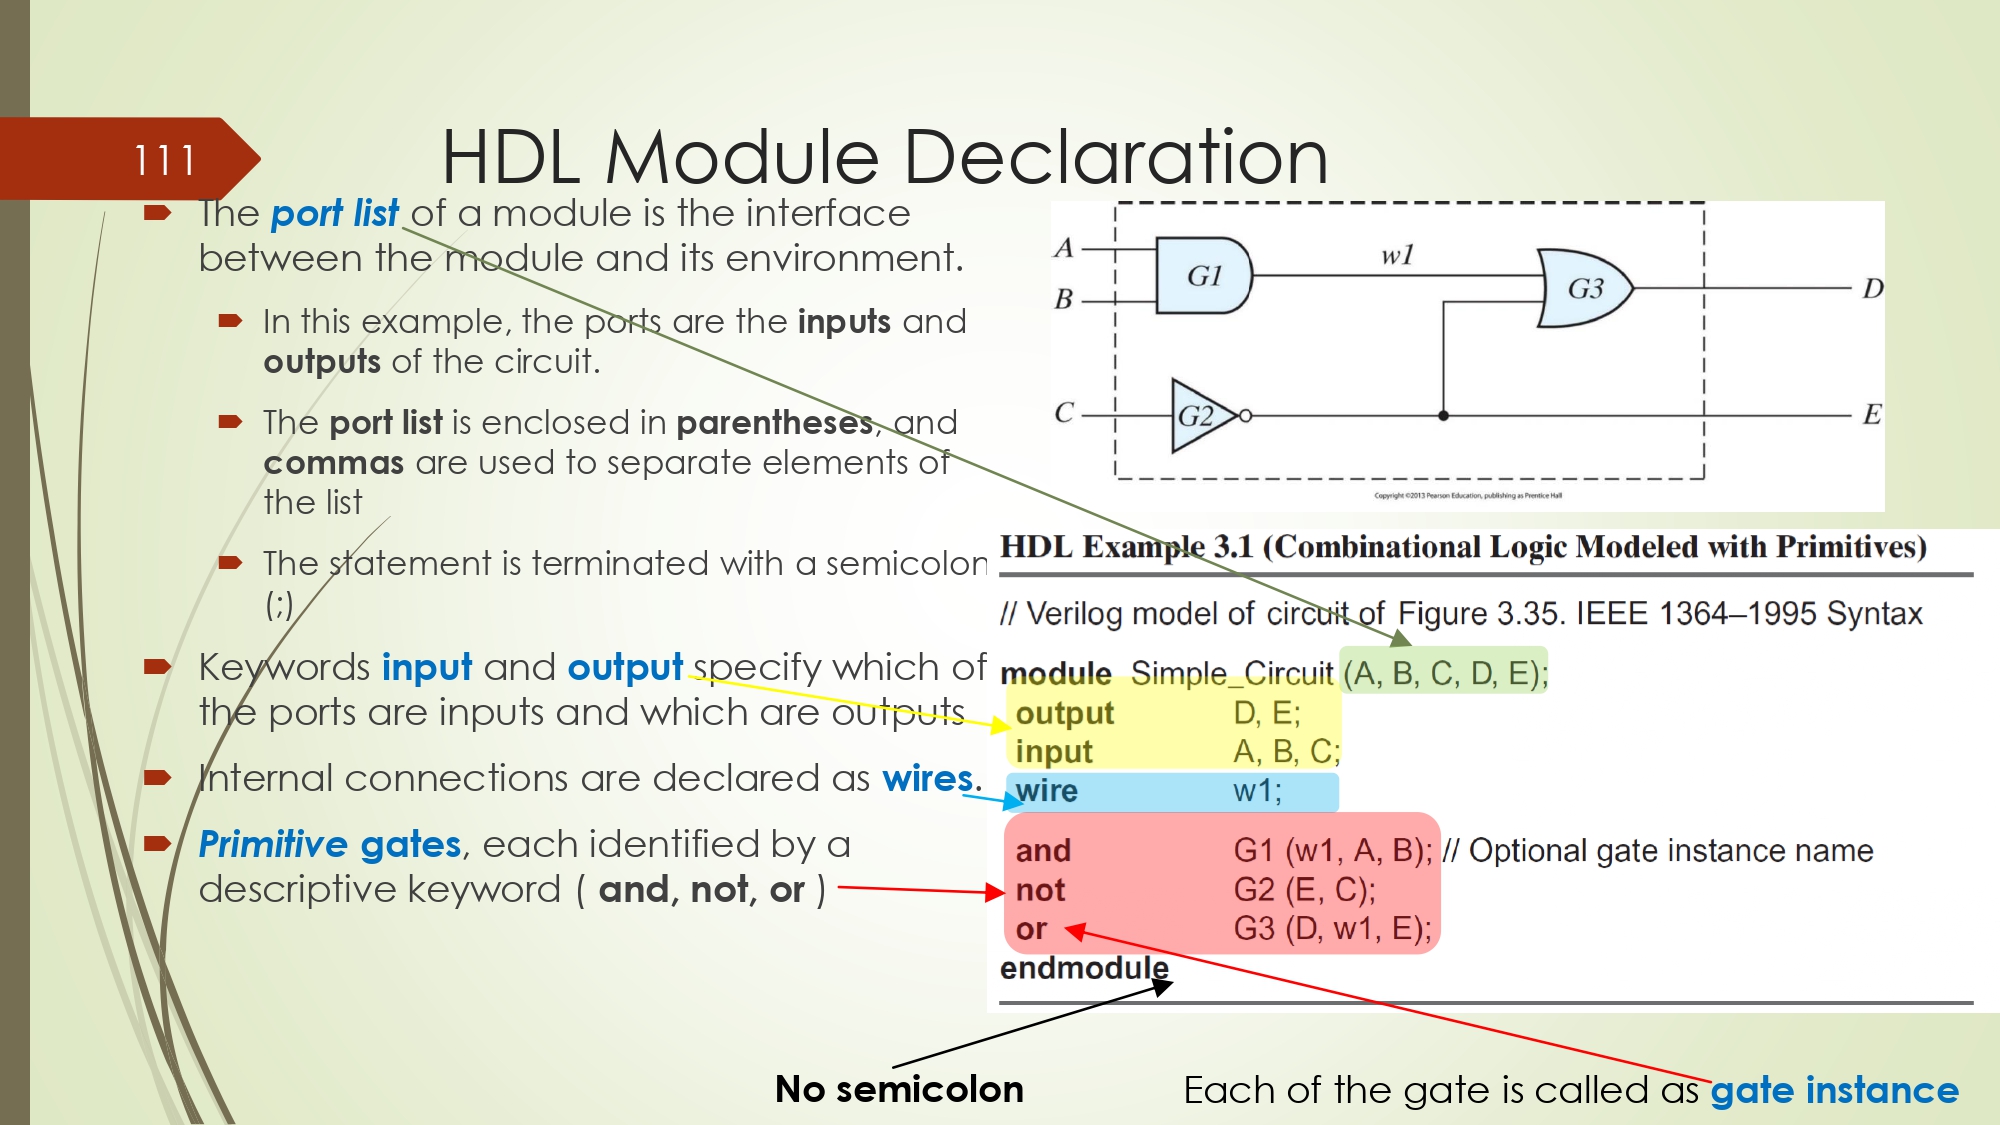 111
HDL Module Declaration
The port list of a module is the interface
between the module and its environment.
In this example, the ports are the inputs and
outputs of the circuit.
The port list is enclosed in parentheses, and
commas are used to separate elements of
the list
The statement is terminated with a semicolon
(;)
Keywords input and output specify which of
the ports are inputs and which are outputs
Internal connections are declared as wires.
Primitive gates, each identified by a
descriptive keyword ( and, not, or )
A
B
C
G1
G2
w1
G3
D
E
Copyright ©2013 Pearson Education, publishing as Prentice Hall
HDL Example 3.1 (Combinational Logic Modeled with Primitives)
// Verilog model of circuit of Figure 3.35. IEEE 1364–1995 Syntax
module Simple_Circuit (A, B, C, D, E);
output D, E;
input A, B, C;
wire w1;
and G1 (w1, A, B); // Optional gate instance name
not G2 (E, C);
or G3 (D, w1, E);
endmodule
No semicolon
Each of the gate is called as gate instance